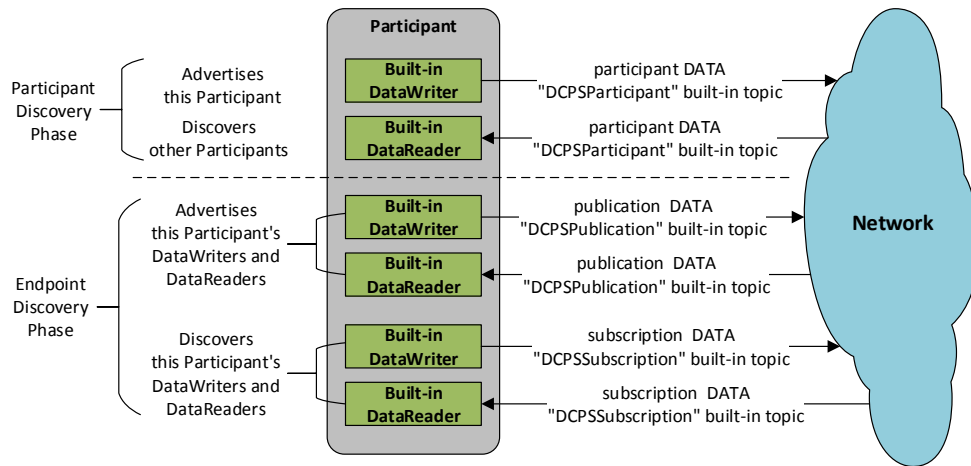 Participant
Participant
Discovery
Phase
Advertises
this Participant
Built-in
DataWriter
participant DATA
"DCPSParticipant" built-in topic
Discovers
other Participants
Built-in
DataReader
participant DATA
"DCPSParticipant" built-in topic
Endpoint
Discovery
Phase
Advertises
this Participant's
DataWriters and
DataReaders
Built-in
DataWriter
publication DATA
"DCPSPublication" built-in topic
Built-in
DataReader
publication DATA
"DCPSPublication" built-in topic
Discovers
this Participant's
DataWriters and
DataReaders
Built-in
DataWriter
subscription DATA
"DCPSSubscription" built-in topic
Built-in
DataReader
subscription DATA
"DCPSSubscription" built-in topic
Network